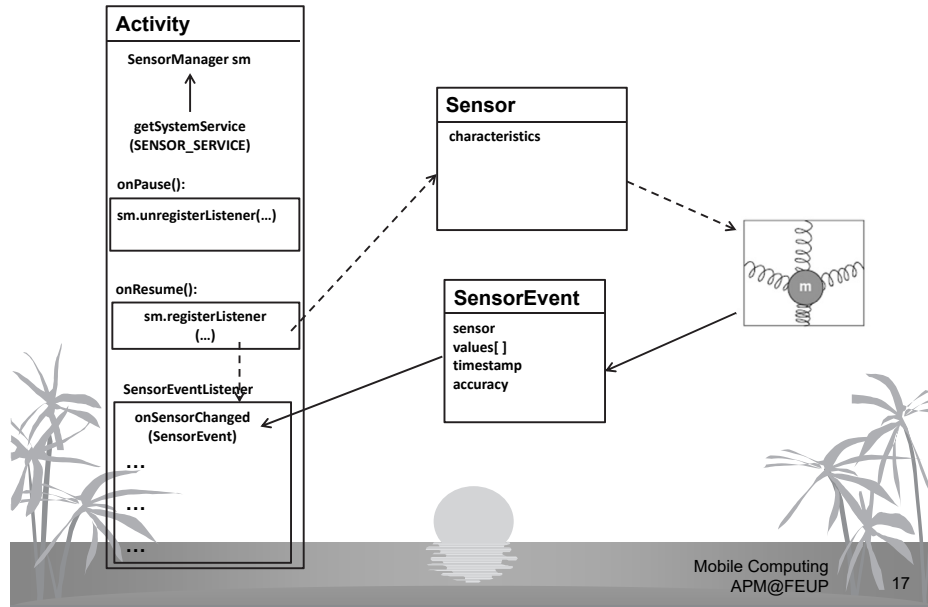 Activity
SensorManager sm
getSystemService
(SENSOR_SERVICE)
onPause():
sm.unregisterListener(…)
onResume():
sm.registerListener
(…)
SensorEventListener
onSensorChanged
(SensorEvent)
…
…
…
Sensor
characteristics
SensorEvent
sensor
values[ ]
timestamp
accuracy
m
Mobile Computing
APM@FEUP
17